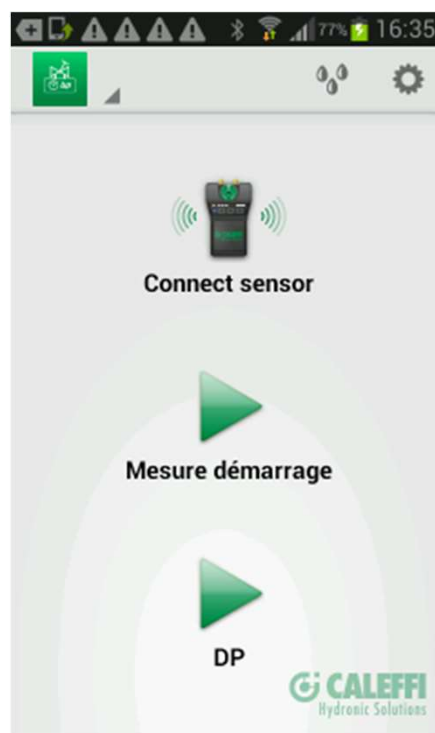 77% 16:35
Connect sensor
Mesure démarrage
DP
CALEFFI
Hydronic Solutions